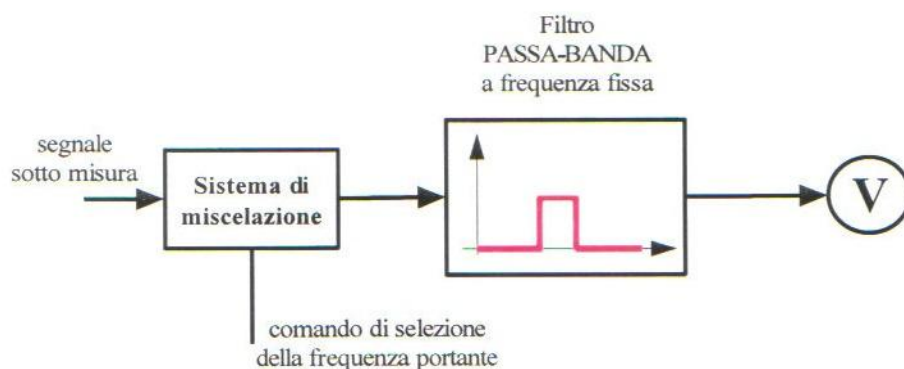 Filtro
PASSA-BANDA
a frequenza fissa
segnale
sotto misura
Sistema di
miscelazione
V
comando di selezione
della frequenza portante